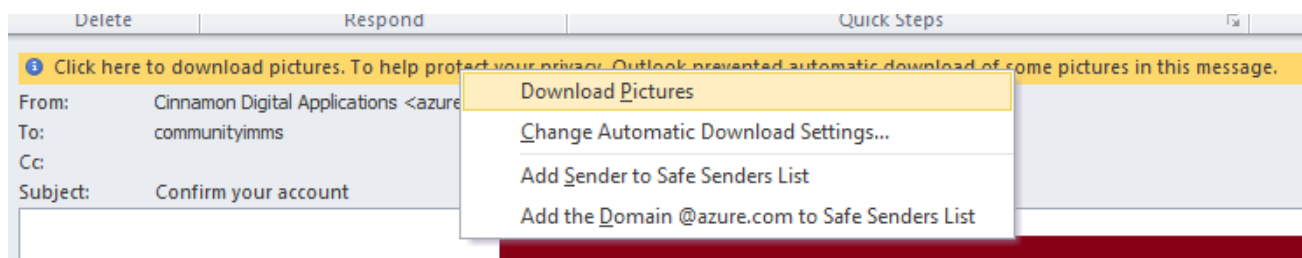 Delete Respond Quick Steps
Click here to download pictures. To help protect your privacy, Outlook prevented automatic download of some pictures in this message.
From: Cinnamon Digital Applications <azure
Download Pictures
To: communityimms
Change Automatic Download Settings...
Cc:
Add Sender to Safe Senders List
Subject: Confirm your account
Add the Domain @azure.com to Safe Senders List